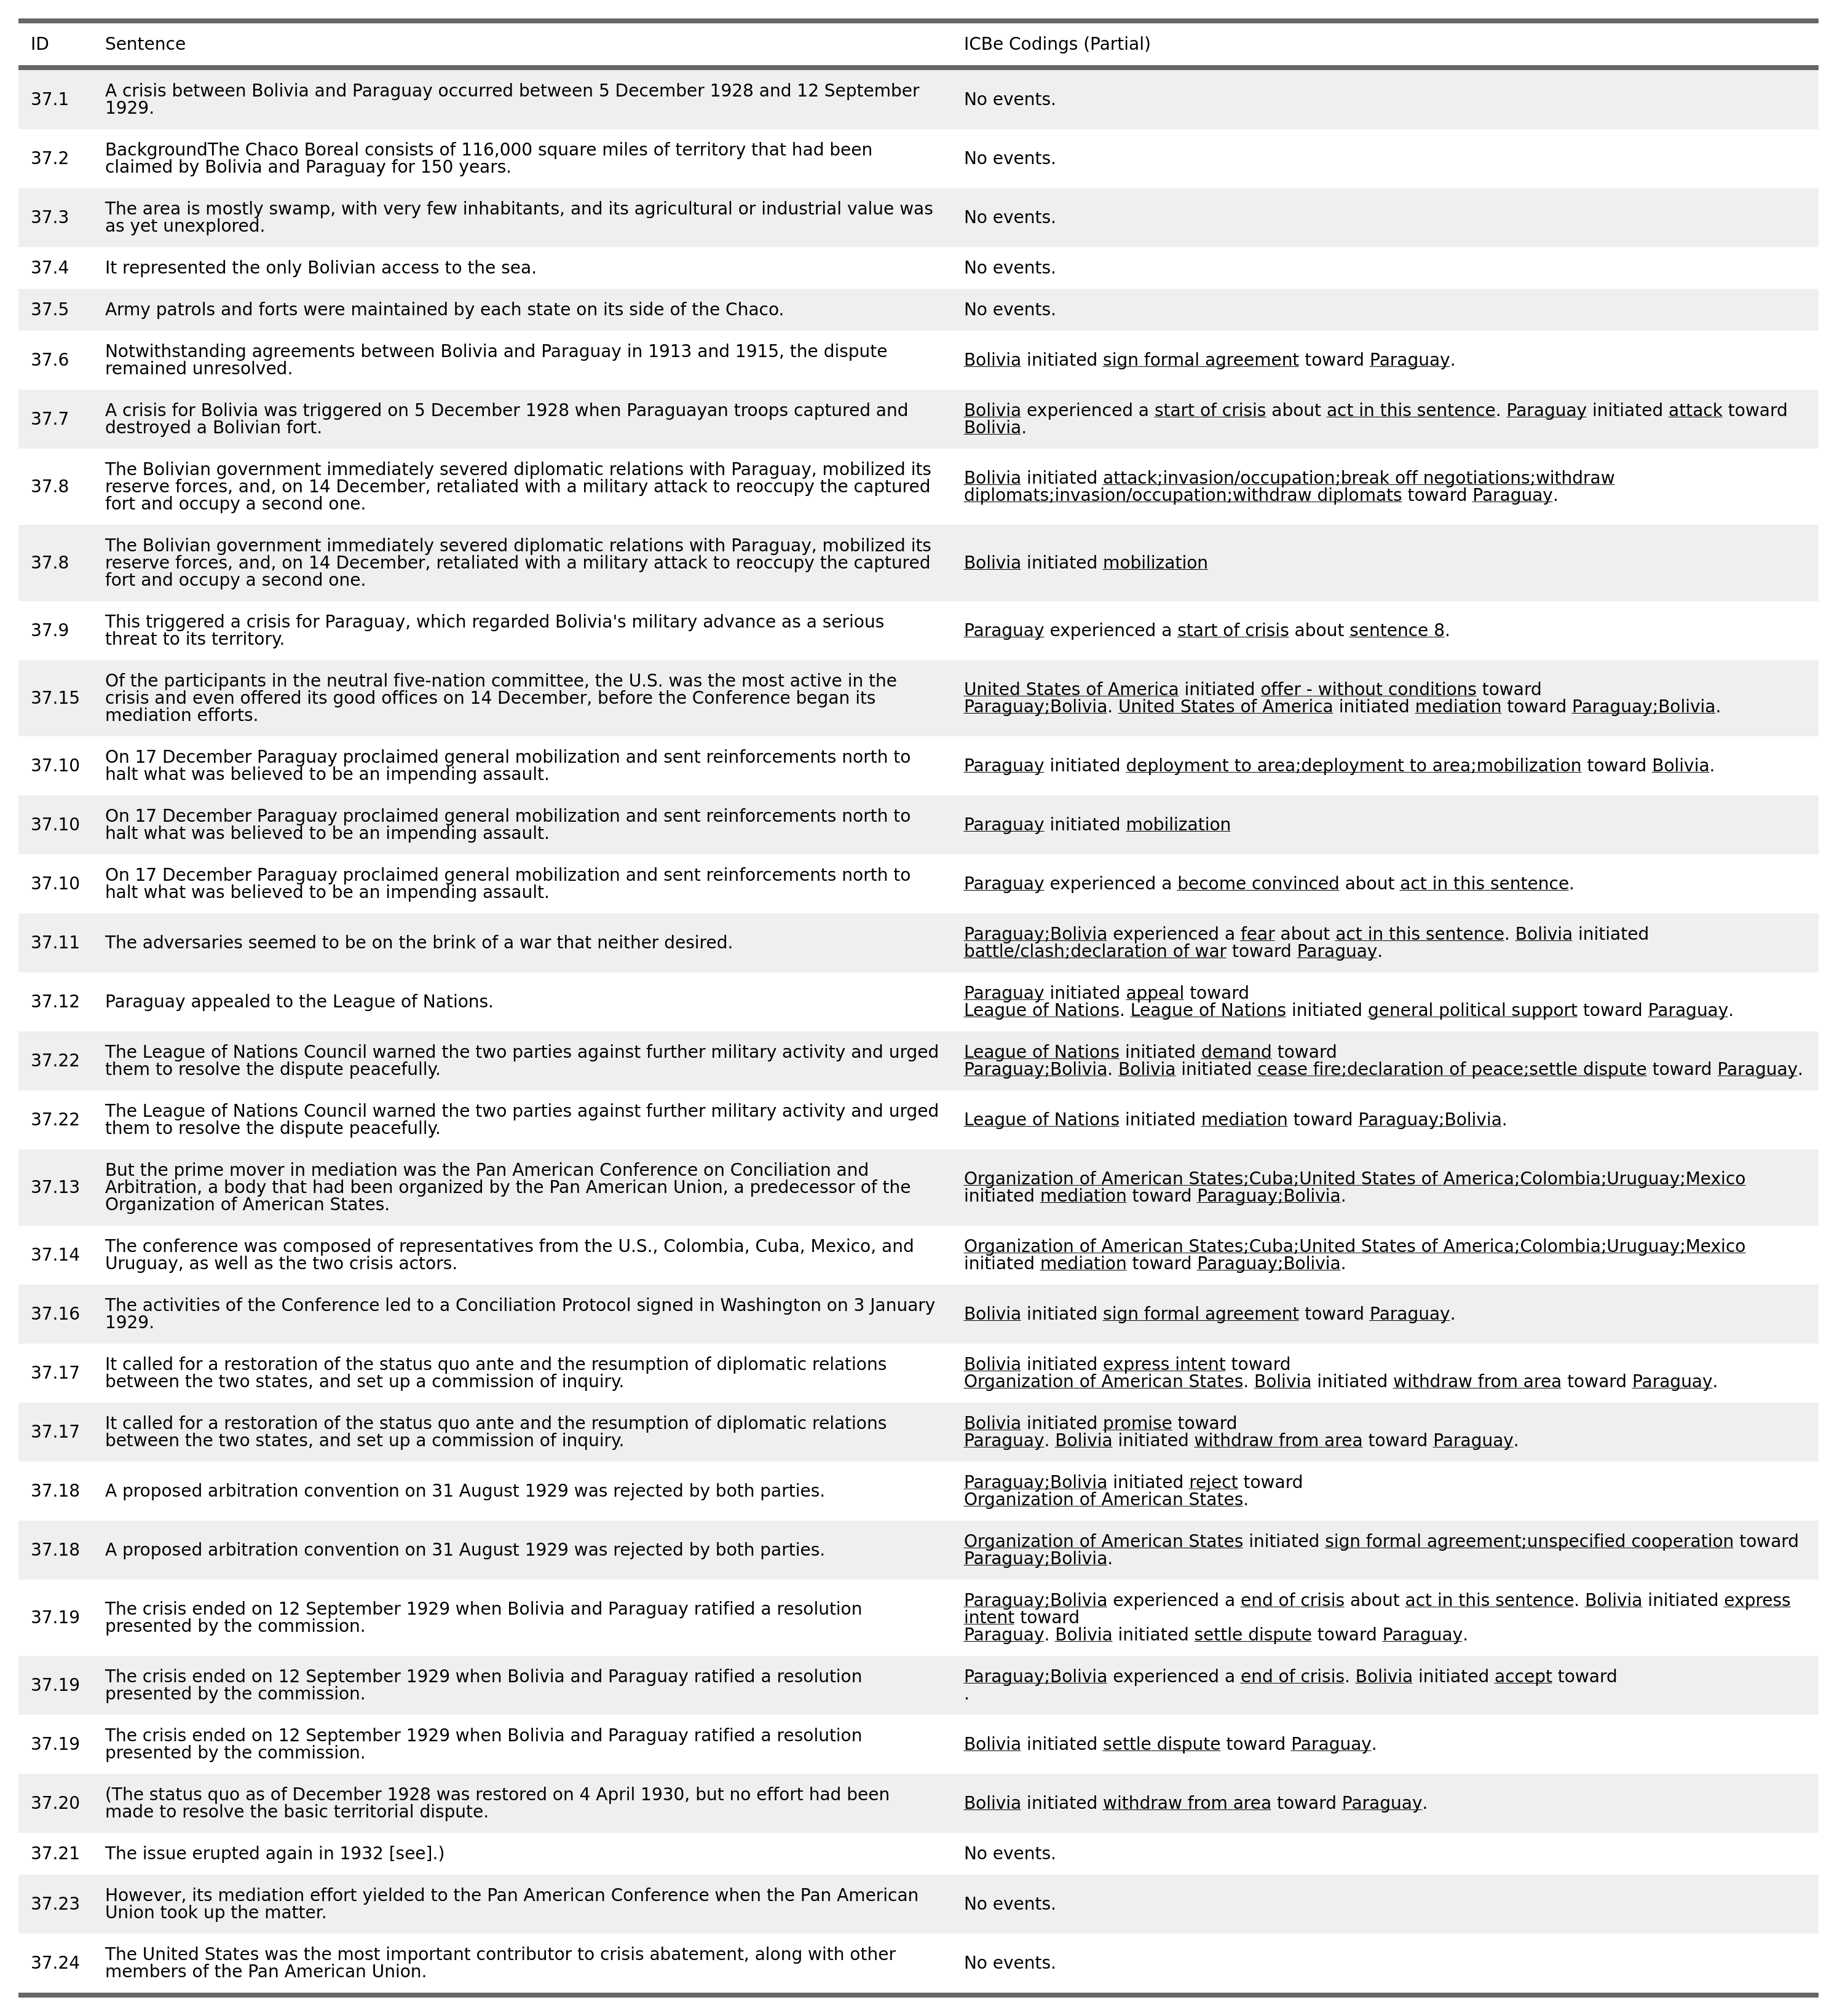 ID Sentence ICBe Codings (Partial)
37.1 A crisis between Bolivia and Paraguay occurred between 5 December 1928 and 12 September
1929. No events.
37.2 BackgroundThe Chaco Boreal consists of 116,000 square miles of territory that had been
claimed by Bolivia and Paraguay for 150 years. No events.
37.3 The area is mostly swamp, with very few inhabitants, and its agricultural or industrial value was
as yet unexplored. No events.
37.4 It represented the only Bolivian access to the sea. No events.
37.5 Army patrols and forts were maintained by each state on its side of the Chaco. No events.
37.6 Notwithstanding agreements between Bolivia and Paraguay in 1913 and 1915, the dispute
remained unresolved. Bolivia initiated sign formal agreement toward Paraguay.
37.7 A crisis for Bolivia was triggered on 5 December 1928 when Paraguayan troops captured and
destroyed a Bolivian fort.
Bolivia experienced a start of crisis about act in this sentence. Paraguay initiated attack toward
Bolivia.
37.8 The Bolivian government immediately severed diplomatic relations with Paraguay, mobilized its
reserve forces, and, on 14 December, retaliated with a military attack to reoccupy the captured
fort and occupy a second one.
Bolivia initiated attack;invasion/occupation;break off negotiations;withdraw
diplomats;invasion/occupation;withdraw diplomats toward Paraguay.
37.8 The Bolivian government immediately severed diplomatic relations with Paraguay, mobilized its
reserve forces, and, on 14 December, retaliated with a military attack to reoccupy the captured
fort and occupy a second one.
Bolivia initiated mobilization
37.9 This triggered a crisis for Paraguay, which regarded Bolivia's military advance as a serious
threat to its territory.
Paraguay experienced a start of crisis about sentence 8.
37.15 Of the participants in the neutral five-nation committee, the U.S. was the most active in the
crisis and even offered its good offices on 14 December, before the Conference began its
mediation efforts.
United States of America initiated offer - without conditions toward
Paraguay;Bolivia. United States of America initiated mediation toward Paraguay;Bolivia.
37.10 On 17 December Paraguay proclaimed general mobilization and sent reinforcements north to
halt what was believed to be an impending assault.
Paraguay initiated deployment to area;deployment to area;mobilization toward Bolivia.
37.10 On 17 December Paraguay proclaimed general mobilization and sent reinforcements north to
halt what was believed to be an impending assault.
Paraguay initiated mobilization
37.10 On 17 December Paraguay proclaimed general mobilization and sent reinforcements north to
halt what was believed to be an impending assault.
Paraguay experienced a become convinced about act in this sentence.
37.11 The adversaries seemed to be on the brink of a war that neither desired.
Paraguay;Bolivia experienced a fear about act in this sentence. Bolivia initiated
battle/clash;declaration of war toward Paraguay.
37.12 Paraguay appealed to the League of Nations.
Paraguay initiated appeal toward
League of Nations. League of Nations initiated general political support toward Paraguay.
37.22 The League of Nations Council warned the two parties against further military activity and urged
them to resolve the dispute peacefully.
League of Nations initiated demand toward
Paraguay;Bolivia. Bolivia initiated cease fire;declaration of peace;settle dispute toward Paraguay.
37.22 The League of Nations Council warned the two parties against further military activity and urged
them to resolve the dispute peacefully.
League of Nations initiated mediation toward Paraguay;Bolivia.
37.13 But the prime mover in mediation was the Pan American Conference on Conciliation and
Arbitration, a body that had been organized by the Pan American Union, a predecessor of the
Organization of American States.
Organization of American States;Cuba;United States of America;Colombia;Uruguay;Mexico
initiated mediation toward Paraguay;Bolivia.
37.14 The conference was composed of representatives from the U.S., Colombia, Cuba, Mexico, and
Uruguay, as well as the two crisis actors.
Organization of American States;Cuba;United States of America;Colombia;Uruguay;Mexico
initiated mediation toward Paraguay;Bolivia.
37.16 The activities of the Conference led to a Conciliation Protocol signed in Washington on 3 January
1929.
Bolivia initiated sign formal agreement toward Paraguay.
37.17 It called for a restoration of the status quo ante and the resumption of diplomatic relations
between the two states, and set up a commission of inquiry.
Bolivia initiated express intent toward
Organization of American States. Bolivia initiated withdraw from area toward Paraguay.
37.17 It called for a restoration of the status quo ante and the resumption of diplomatic relations
between the two states, and set up a commission of inquiry.
Bolivia initiated promise toward
Paraguay. Bolivia initiated withdraw from area toward Paraguay.
37.18 A proposed arbitration convention on 31 August 1929 was rejected by both parties.
Paraguay;Bolivia initiated reject toward
Organization of American States.
37.18 A proposed arbitration convention on 31 August 1929 was rejected by both parties.
Organization of American States initiated sign formal agreement;unspecified cooperation toward
Paraguay;Bolivia.
37.19 The crisis ended on 12 September 1929 when Bolivia and Paraguay ratified a resolution
presented by the commission.
Paraguay;Bolivia experienced a end of crisis about act in this sentence. Bolivia initiated express
intent toward
Paraguay. Bolivia initiated settle dispute toward Paraguay.
37.19 The crisis ended on 12 September 1929 when Bolivia and Paraguay ratified a resolution
presented by the commission.
Paraguay;Bolivia experienced a end of crisis. Bolivia initiated accept toward
.
37.19 The crisis ended on 12 September 1929 when Bolivia and Paraguay ratified a resolution
presented by the commission.
Bolivia initiated settle dispute toward Paraguay.
37.20 (The status quo as of December 1928 was restored on 4 April 1930, but no effort had been
made to resolve the basic territorial dispute.
Bolivia initiated withdraw from area toward Paraguay.
37.21 The issue erupted again in 1932 [see].) No events.
37.23 However, its mediation effort yielded to the Pan American Conference when the Pan American
Union took up the matter. No events.
37.24 The United States was the most important contributor to crisis abatement, along with other
members of the Pan American Union. No events.